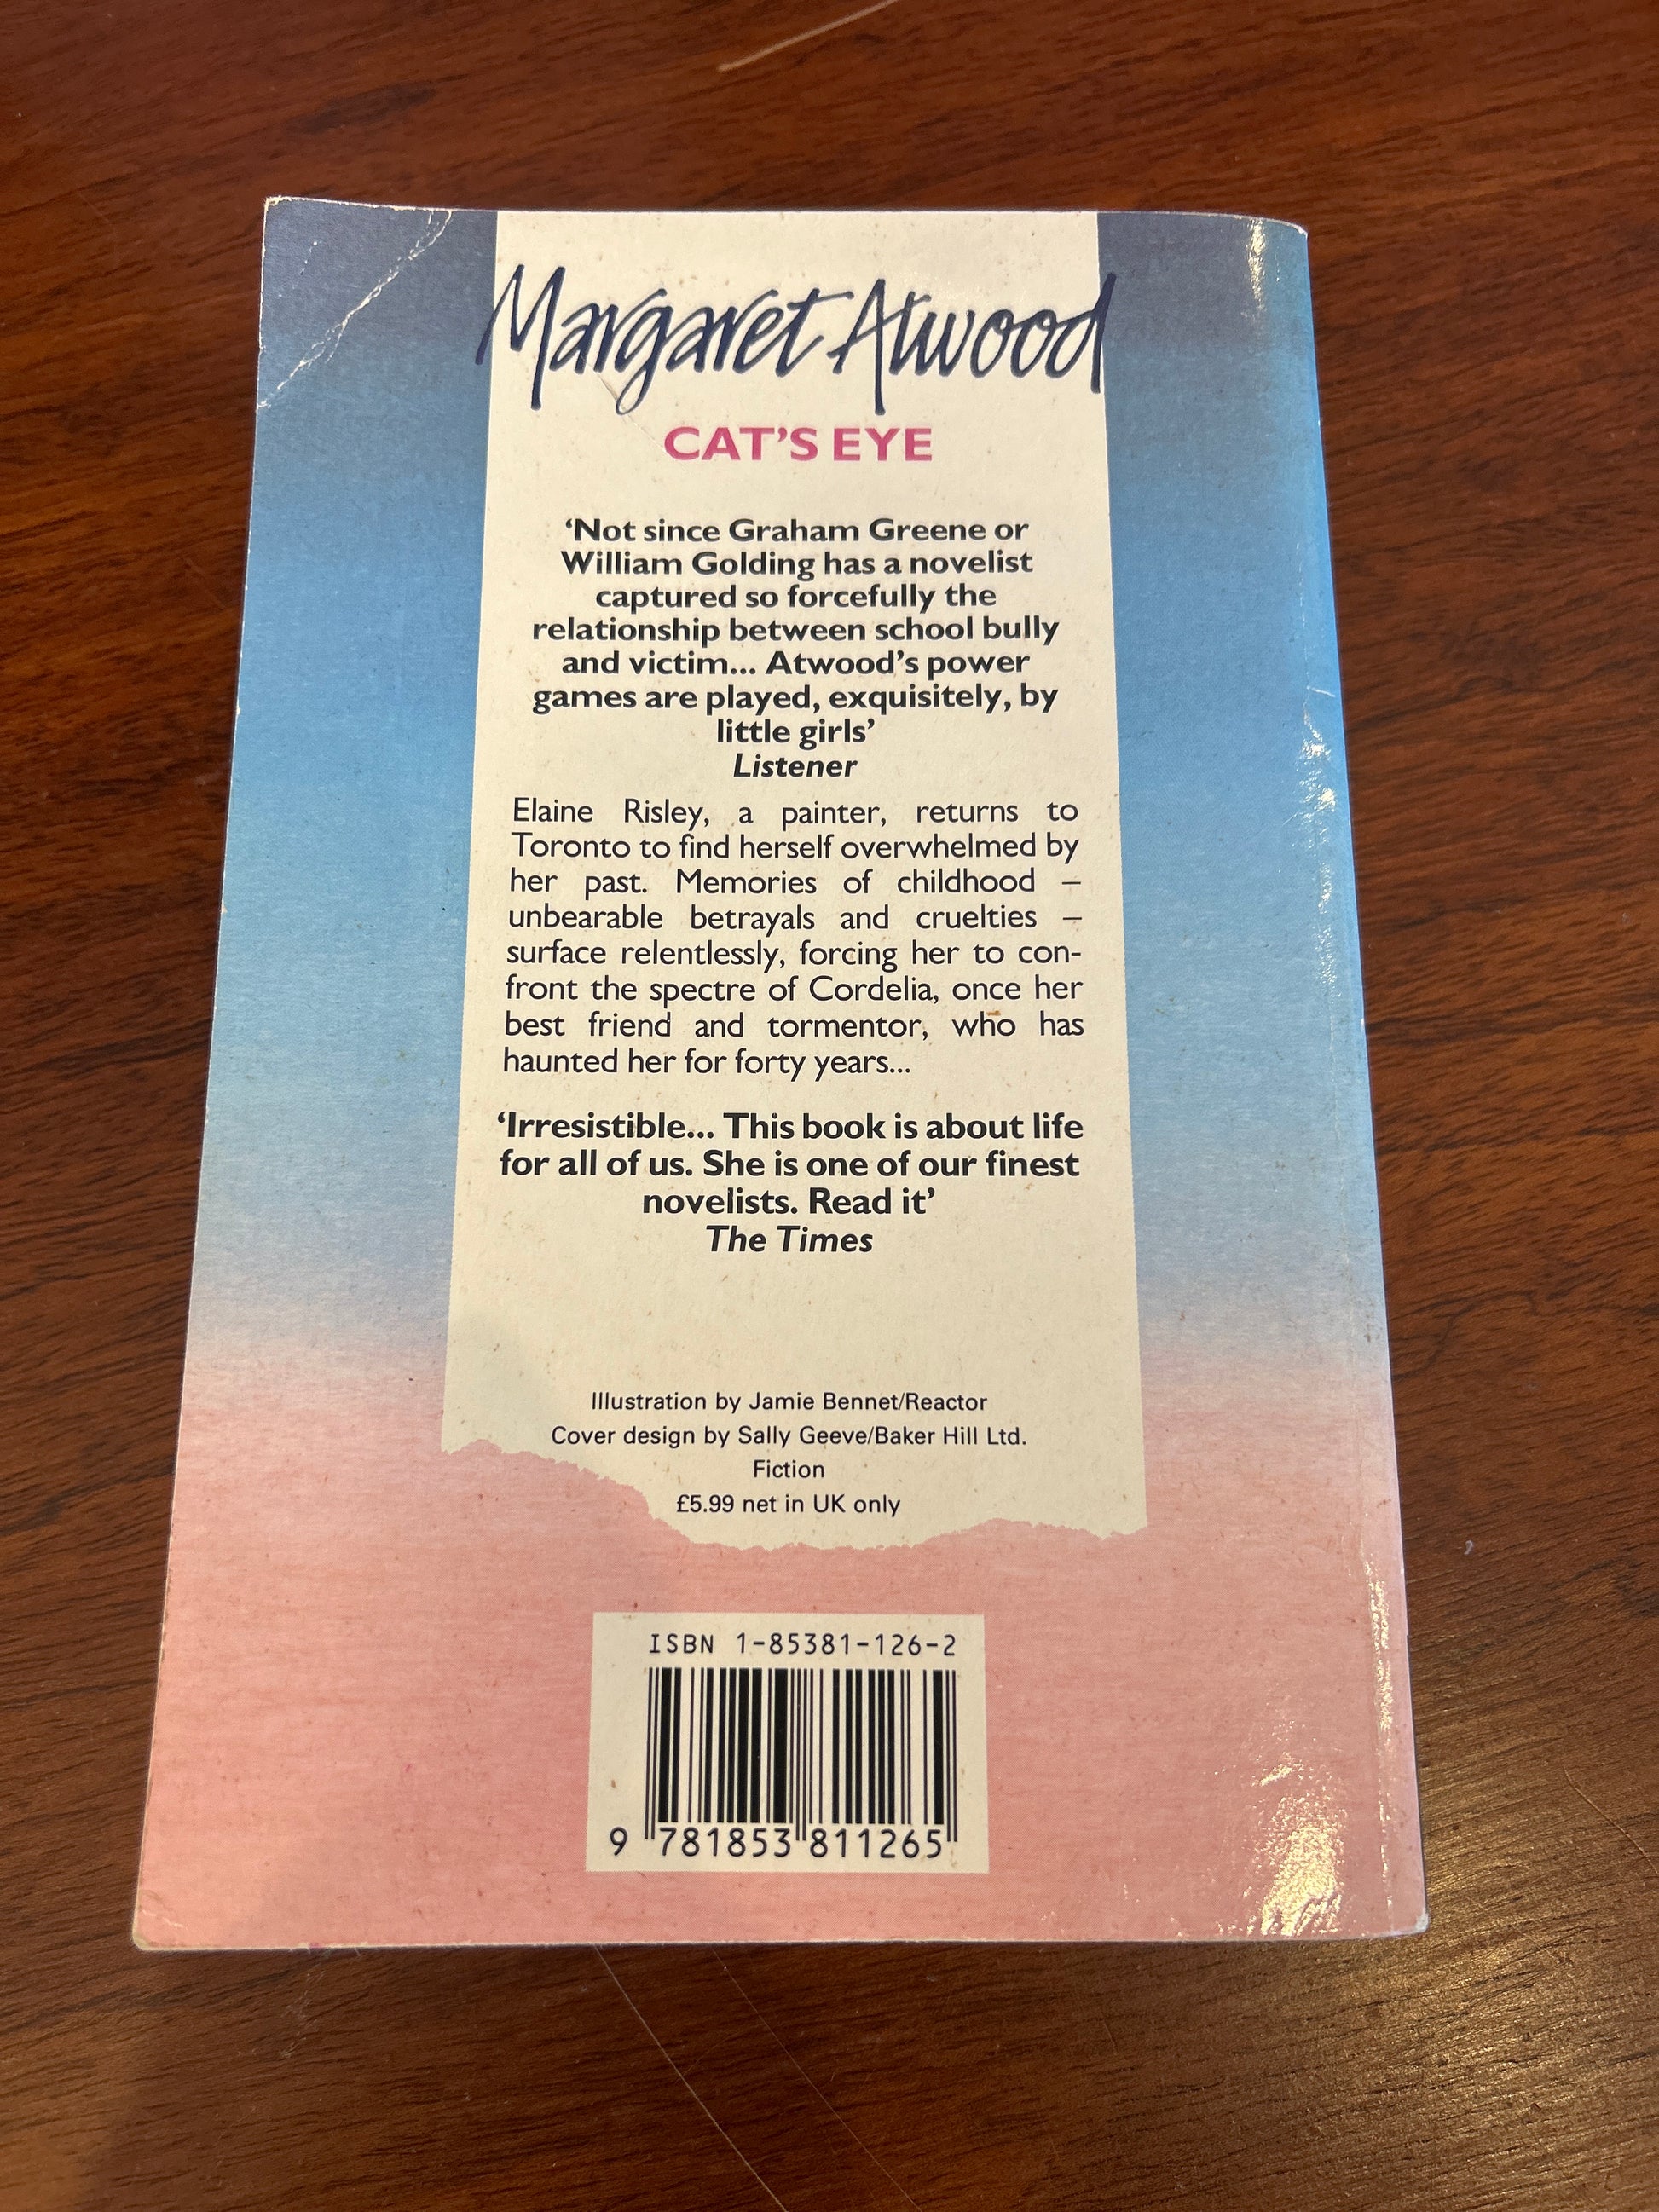 Margaret Atwood
CAT'S EYE
‘Not since Graham Greene or
William Golding has a novelist
captured so forcefully the
relationship between school bully
and victim... Atwood’s power
games are played, exquisitely, by
little girls’
Listener
Elaine Risley, a painter, returns to
Toronto to find herself overwhelmed by
her past. Memories of childhood –
unbearable betrayals and cruelties –
surface relentlessly, forcing her to con-
front the spectre of Cordelia, once her
best friend and tormentor, who has
haunted her for forty years...
‘Irresistible... This book is about life
for all of us. She is one of our finest
novelists. Read it’
The Times
Illustration by Jamie Bennet/Reactor
Cover design by Sally Geeve/Baker Hill Ltd.
Fiction
£5.99 net in UK only
ISBN 1-85381-126-2
9 781853 811265